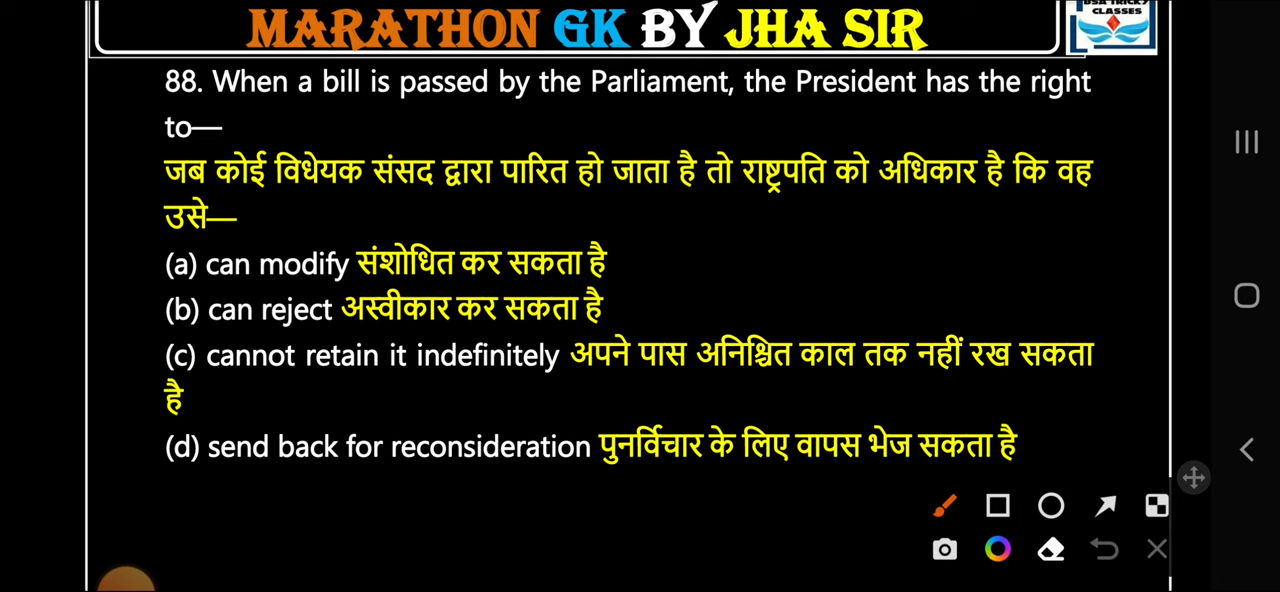 MARATHON GK BY JHA SIR
CLASSES
88. When a bill is passed by the Parliament, the President has the right
to—
जब कोई विधेयक संसद द्वारा पारित हो जाता है तो राष्ट्रपति को अधिकार है कि वह
उसे—
(a) can modify संशोधित कर सकता है
(b) can reject अस्वीकार कर सकता है
(c) cannot retain it indefinitely अपने पास अनिश्चित काल तक नहीं रख सकता
है
(d) send back for reconsideration पुनर्विचार के लिए वापस भेज सकता है